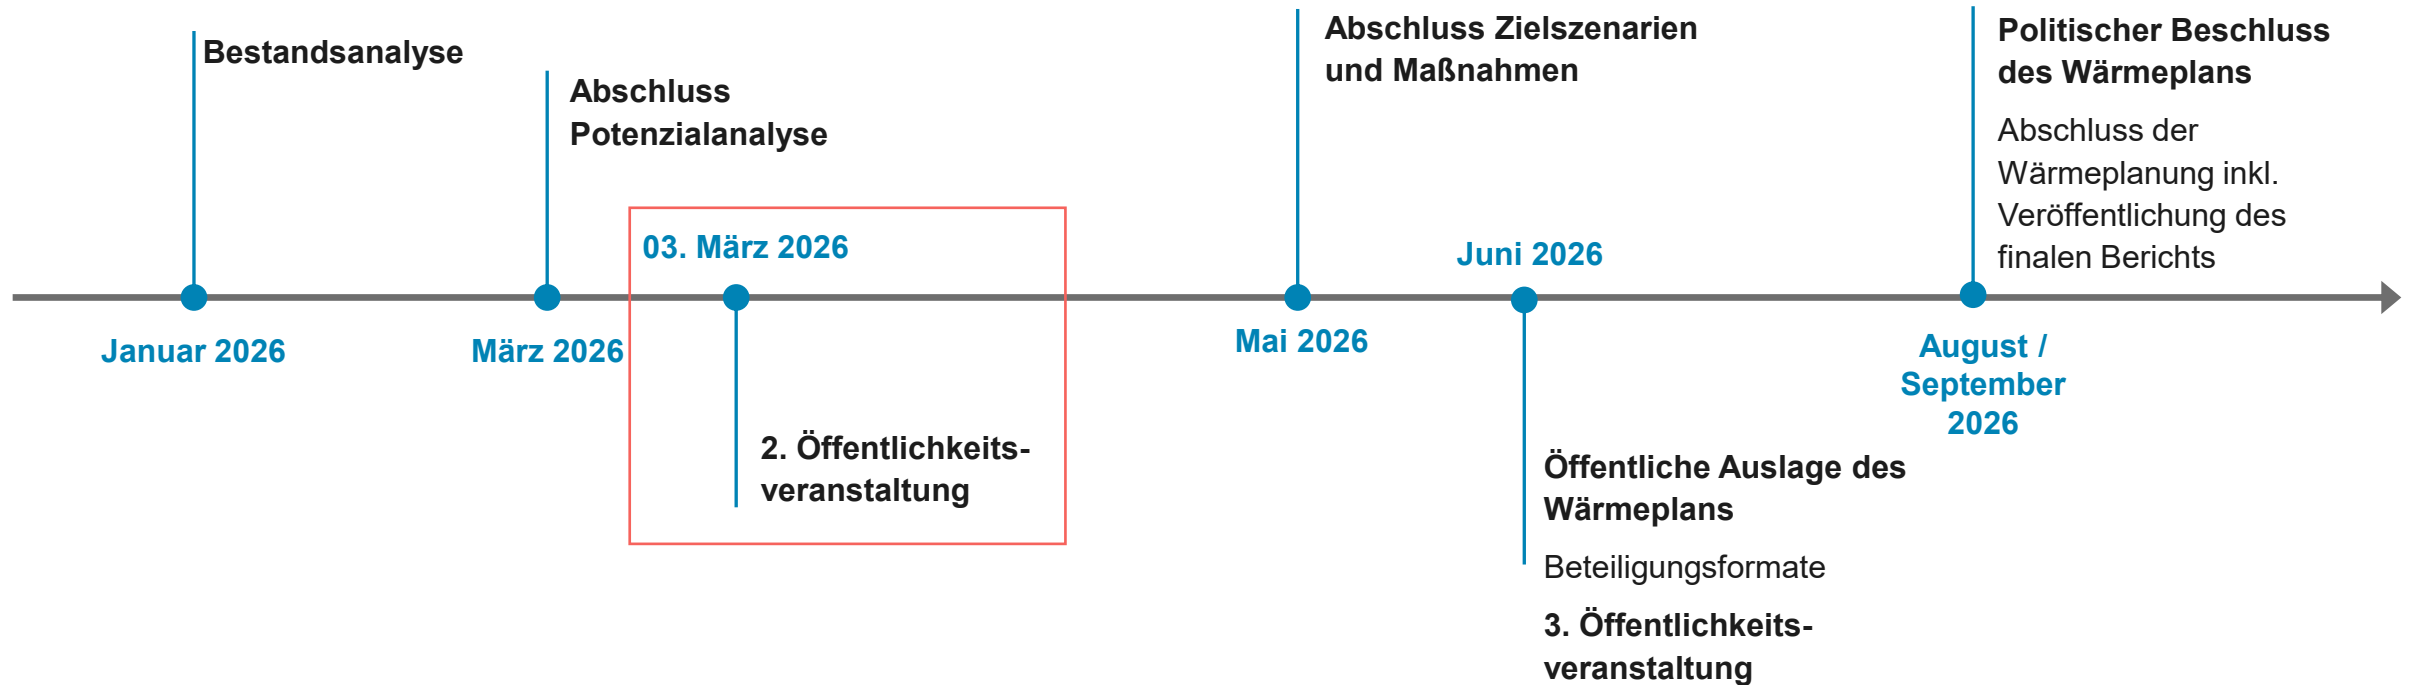 Bestandsanalyse
Januar 2026
Abschluss
Potenzialanalyse
März 2026
03. März 2026
2. Öffentlichkeits-
veranstaltung
Abschluss Zielszenarien
und Maßnahmen
Mai 2026
Juni 2026
Öffentliche Auslage des
Wärmeplans
Beteiligungsformate
3. Öffentlichkeits-
veranstaltung
Politischer Beschluss
des Wärmeplans
Abschluss der
Wärmeplanung inkl.
Veröffentlichung des
finalen Berichts
August /
September
2026